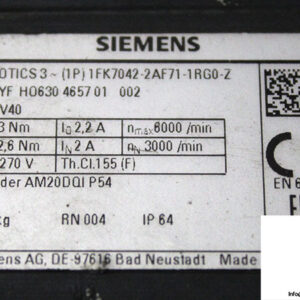 SIEMENS
OTICS 3 ~ (1P) 1FK7042-2AF71-1RG0-Z
YF HO630 4657 01 002
V40
3 Nm I0 2,2 A nmax 6000 /min
2,6 Nm IN 2 A nN 3000 /min
270 V Th.Cl.155 (F)
der AM20DQI P54
kg RN 004 IP 64
EN 6
ens AG, DE-97616 Bad Neustadt Made